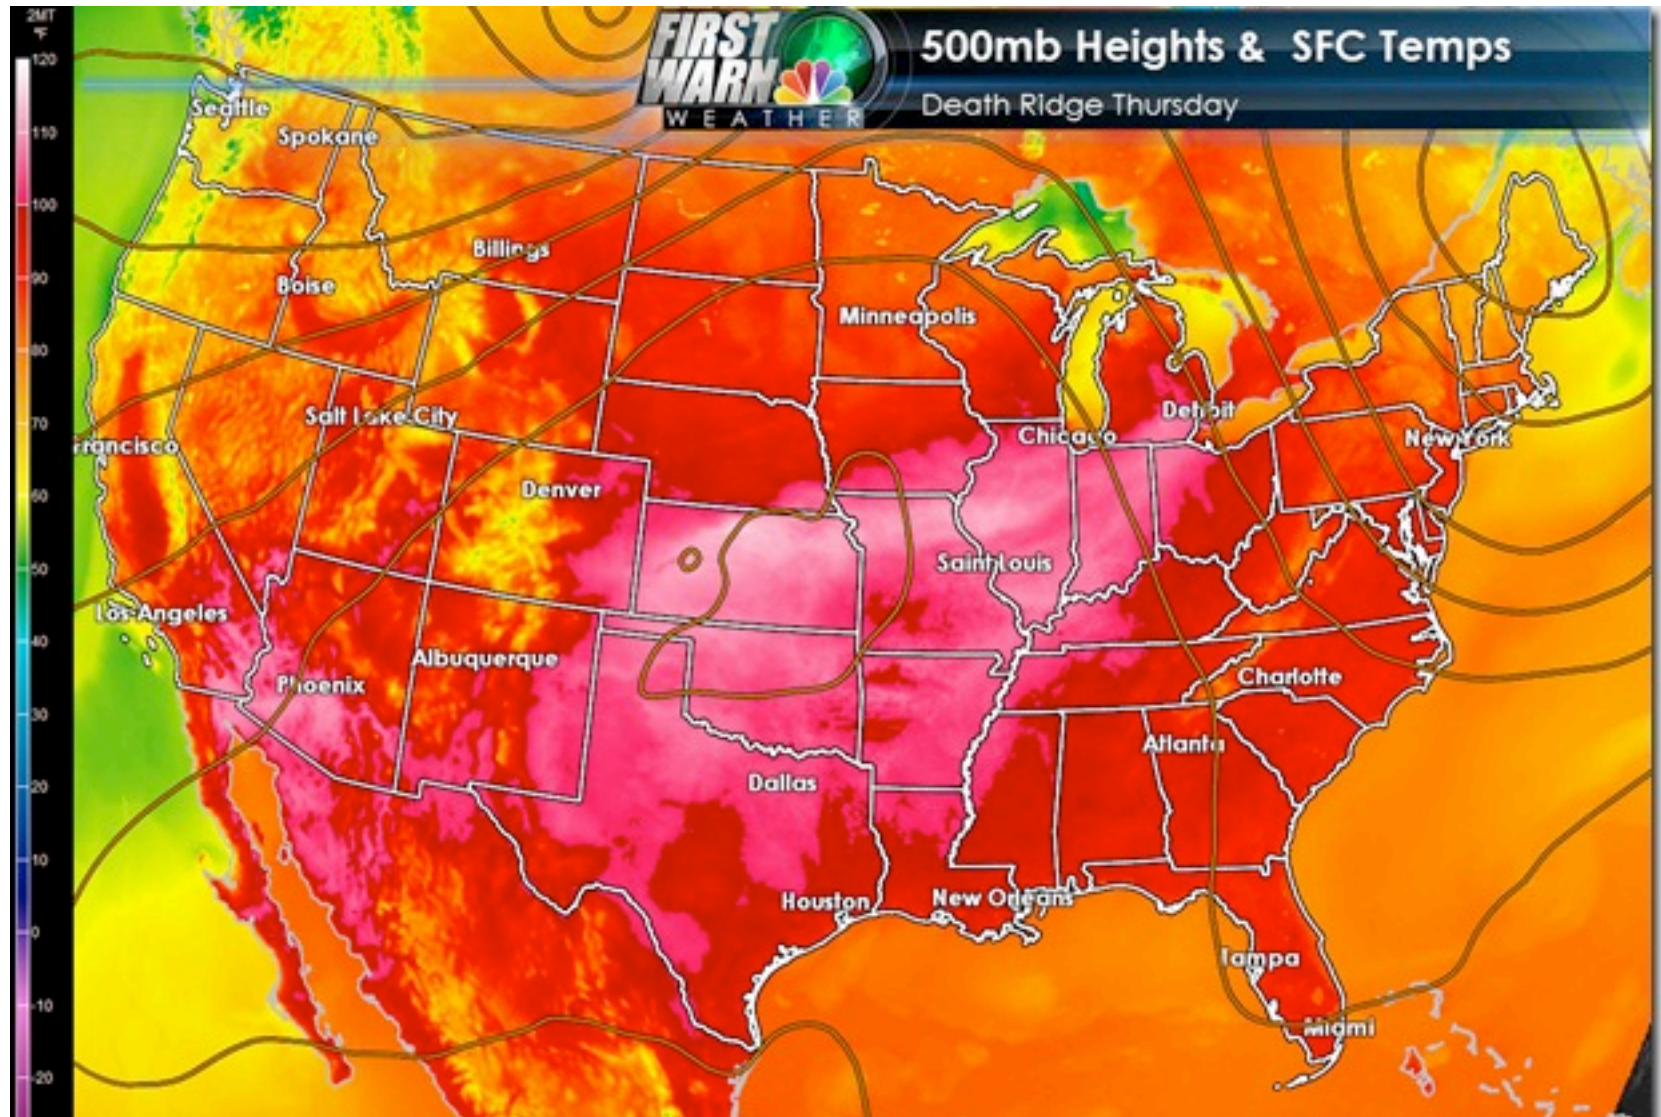 2MT
°F
FIRST
WARN
WEATHER
500mb Heights & SFC Temps
Death Ridge Thursday
120
110
100
90
80
70
60
50
40
30
20
10
0
-10
-20
Seattle
Spokane
Billings
Boise
Minneapolis
Salt Lake City
Detroit
Chicago
New York
Francisco
Denver
Saint Louis
Los Angeles
Albuquerque
Phoenix
Charlotte
Atlanta
Dallas
Houston
New Orleans
Tampa
Miami